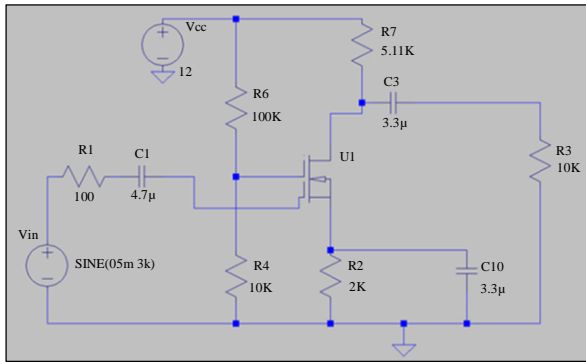 Vcc
12
R7
5.11K
C3
3.3µ
R6
100K
U1
R3
10K
R1
100
C1
4.7µ
Vin
SINE(05m 3k)
R4
10K
R2
2K
C10
3.3µ